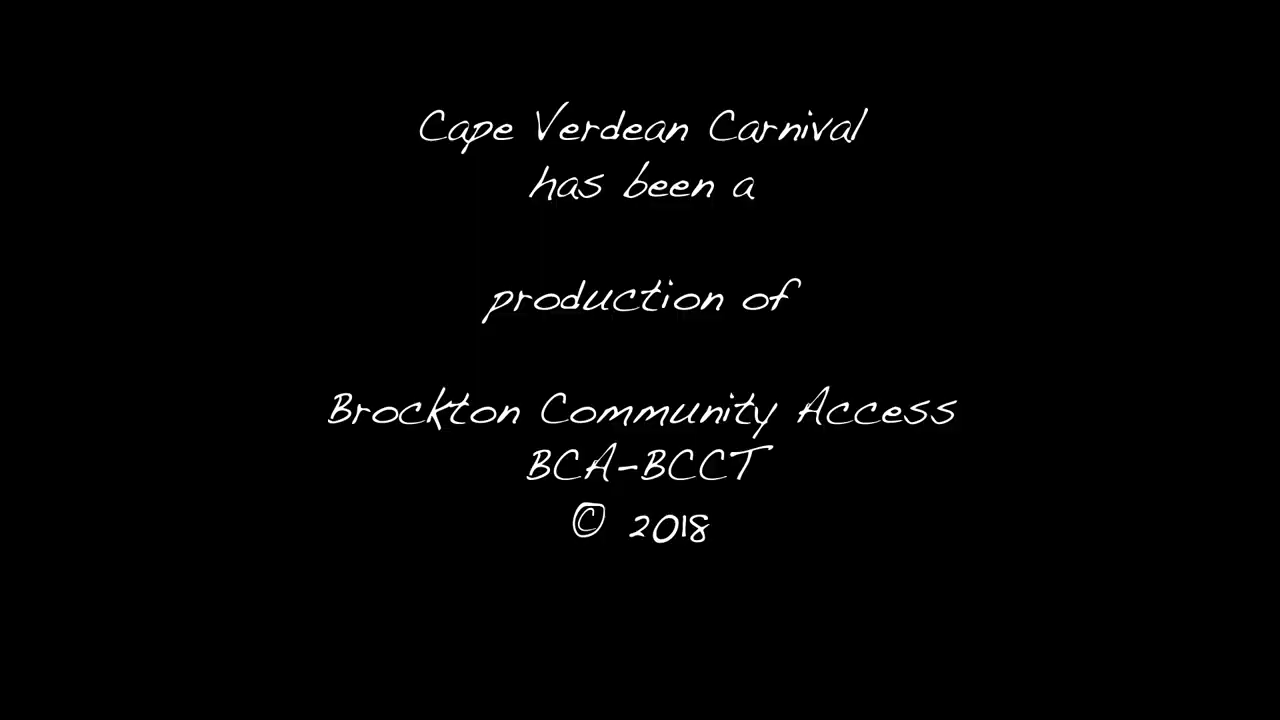 Cape Verdean Carnival
has been a
production of
Brockton Community Access
BCA-BCCT
© 2018